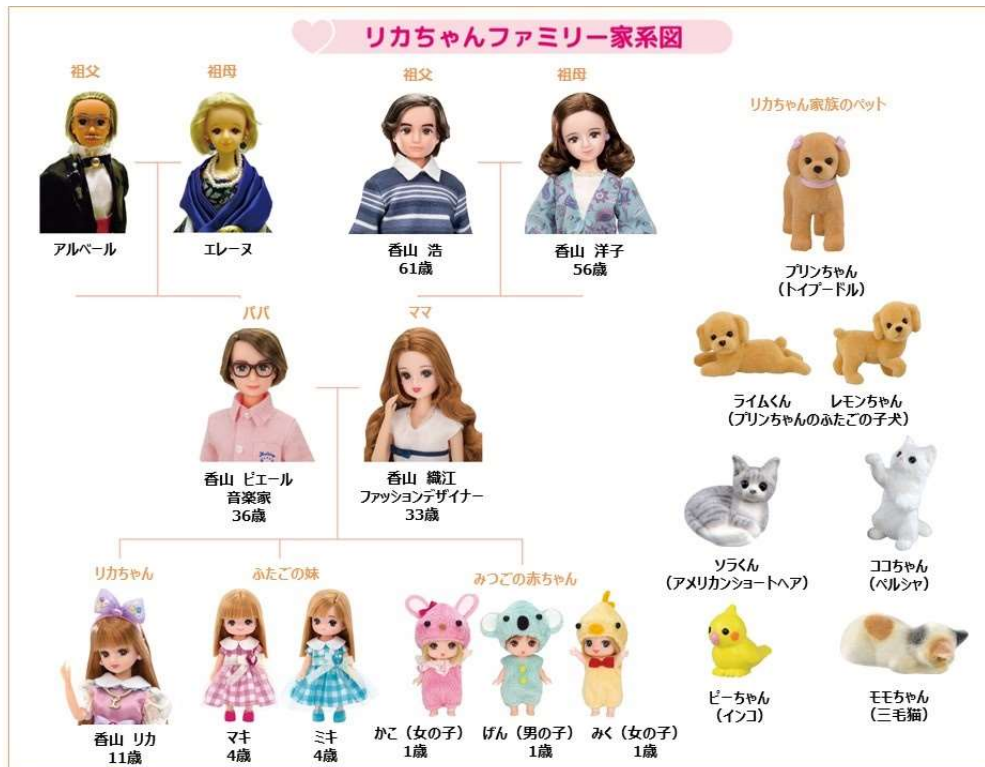 リカちゃんファミリー家系図
祖父
祖母
祖父
祖母
アルベール
エレーヌ
香山 浩
61歳
香山 洋子
56歳
パパ
ママ
香山 ピエール
音楽家
36歳
香山 織江
ファッションデザイナー
33歳
リカちゃん
ふたごの妹
みつごの赤ちゃん
香山 リカ
11歳
マキ
4歳
ミキ
4歳
かこ（女の子）
1歳
げん（男の子）
1歳
みく（女の子）
1歳
リカちゃん家族のペット
プリンちゃん
（トイプードル）
ライムくん
レモンちゃん
（プリンちゃんのふたごの子犬）
ソラくん
（アメリカンショートヘア）
ココちゃん
（ペルシャ）
ピーちゃん
（インコ）
モモちゃん
（三毛猫）